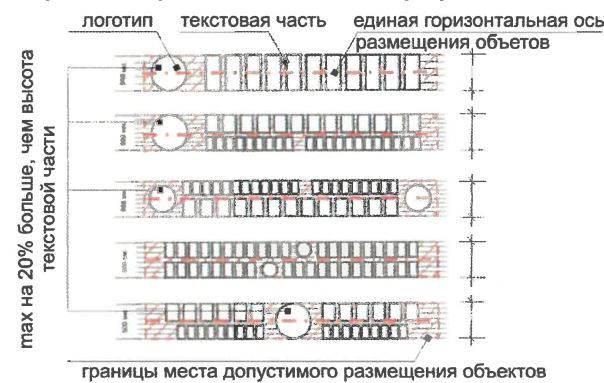 логотип
текстовая часть
единая горизонтальная ось
размещения объетов
max на 20% больше, чем высота
текстовой части
границы места допустимого размещения объектов